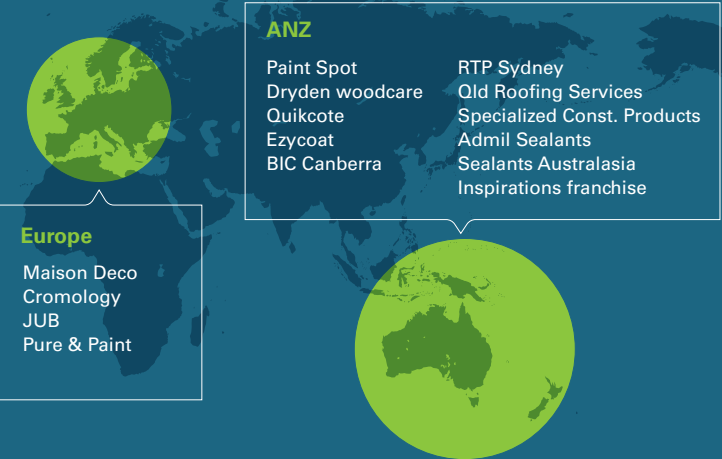 ANZ
Paint Spot
Dryden woodcare
Quikcote
Ezycoat
BIC Canberra
RTP Sydney
Qld Roofing Services
Specialized Const. Products
Admil Sealants
Sealants Australasia
Inspirations franchise
Europe
Maison Deco
Cromology
JUB
Pure & Paint